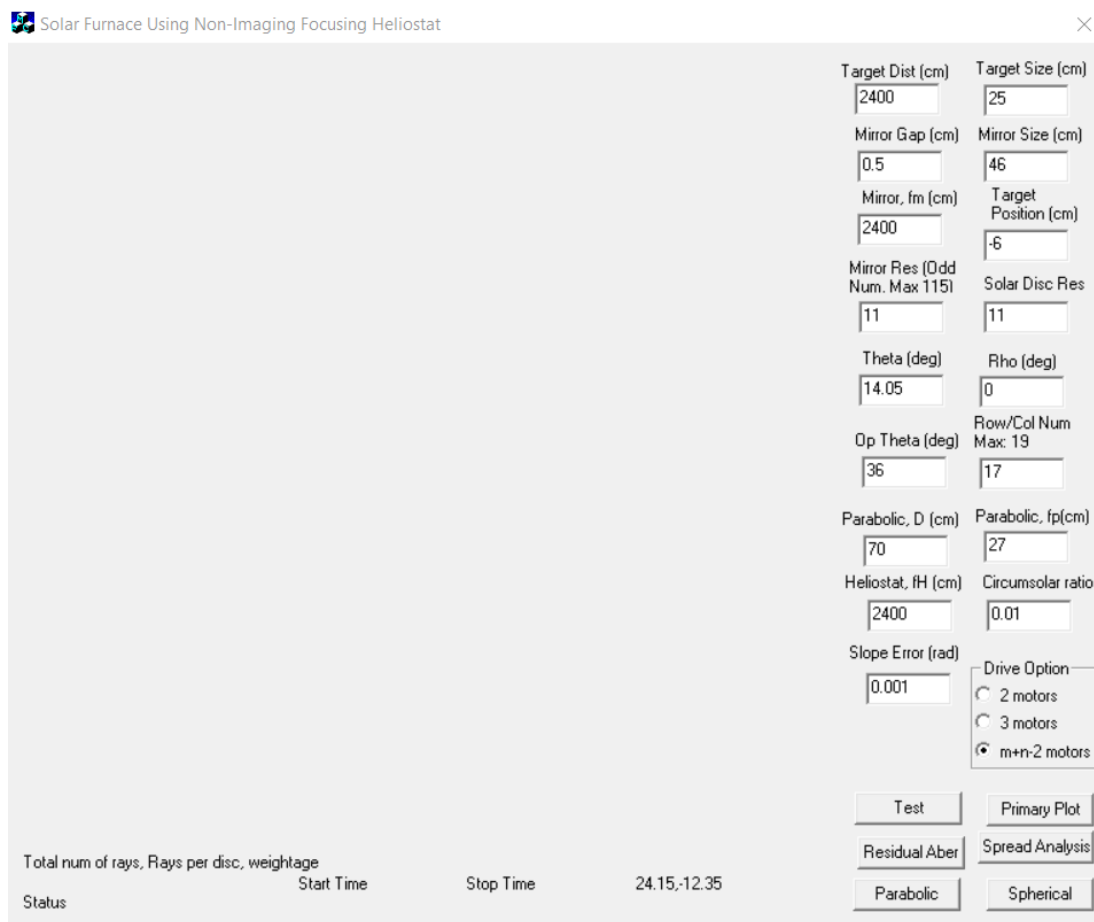 Solar Furnace Using Non-Imaging Focusing Heliostat
Target Dist (cm)
2400
Target Size (cm)
25
Mirror Gap (cm)
0.5
Mirror Size (cm)
46
Mirror, fm (cm)
2400
Target
Position (cm)
-6
Mirror Res (Odd
Num. Max 115)
11
Solar Disc Res
11
Theta (deg)
14.05
Rho (deg)
0
Op Theta (deg)
36
Row/Col Num
Max: 19
17
Parabolic, D (cm)
70
Parabolic, fp(cm)
27
Heliostat, fH (cm)
2400
Circumsolar ratio
0.01
Slope Error (rad)
0.001
Drive Option
2 motors
3 motors
m+n-2 motors
Test
Primary Plot
Residual Aber
Spread Analysis
Parabolic
Spherical
Total num of rays, Rays per disc, weightage
Start Time
Stop Time
24.15,-12.35
Status